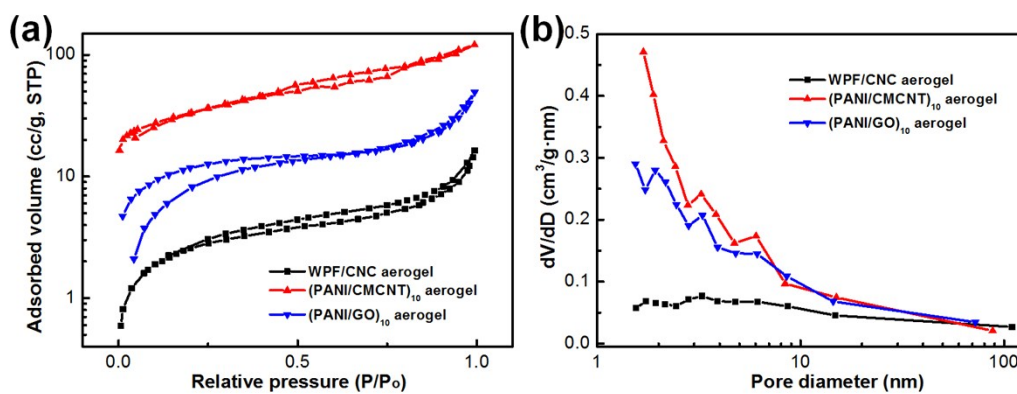 (a)
Adsorbed volume (cc/g, STP)
100
10
1
0.0
0.5
1.0
Relative pressure (P/Po)
WPF/CNC aerogel
(PANI/CMCNT)10 aerogel
(PANI/GO)10 aerogel
(b)
dV/dD (cm3/g·nm)
0.5
0.4
0.3
0.2
0.1
0.0
1
10
100
Pore diameter (nm)
WPF/CNC aerogel
(PANI/CMCNT)10 aerogel
(PANI/GO)10 aerogel